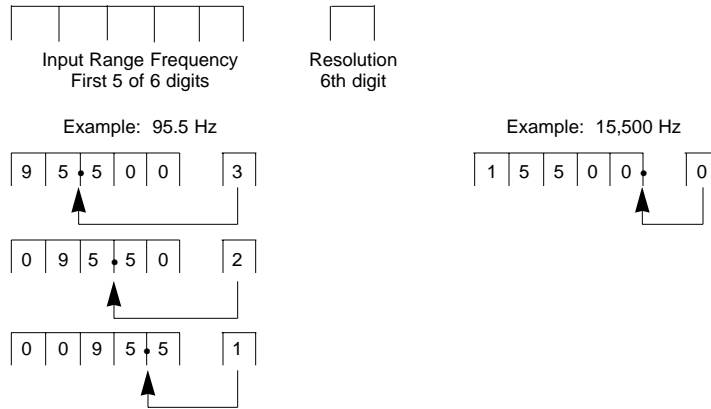 Input Range Frequency
First 5 of 6 digits
Resolution
6th digit
Example: 95.5 Hz
9 5.5 0 0 3
0 9 5.5 0 2
0 0 9 5.5 1
Example: 15,500 Hz
1 5 5 0 0. 0